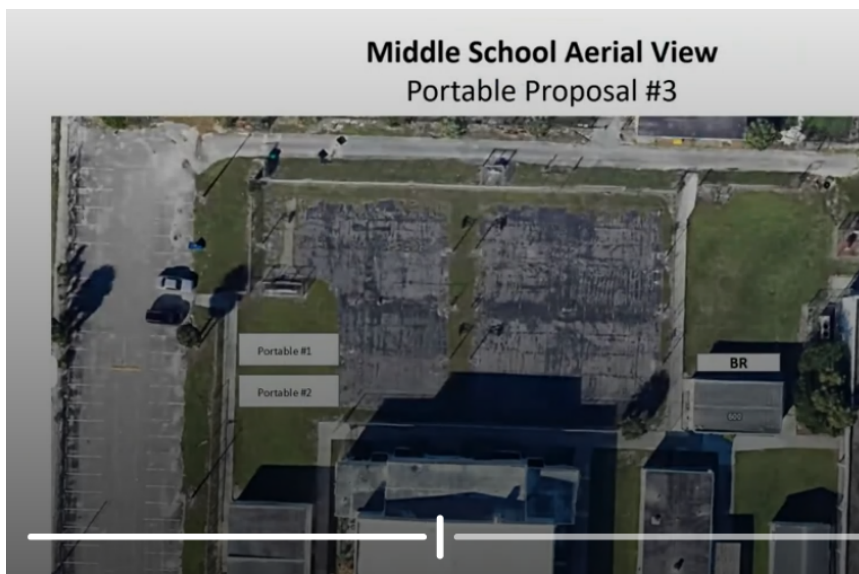 Middle School Aerial View
Portable Proposal #3
Portable #1
BR
Portable #2